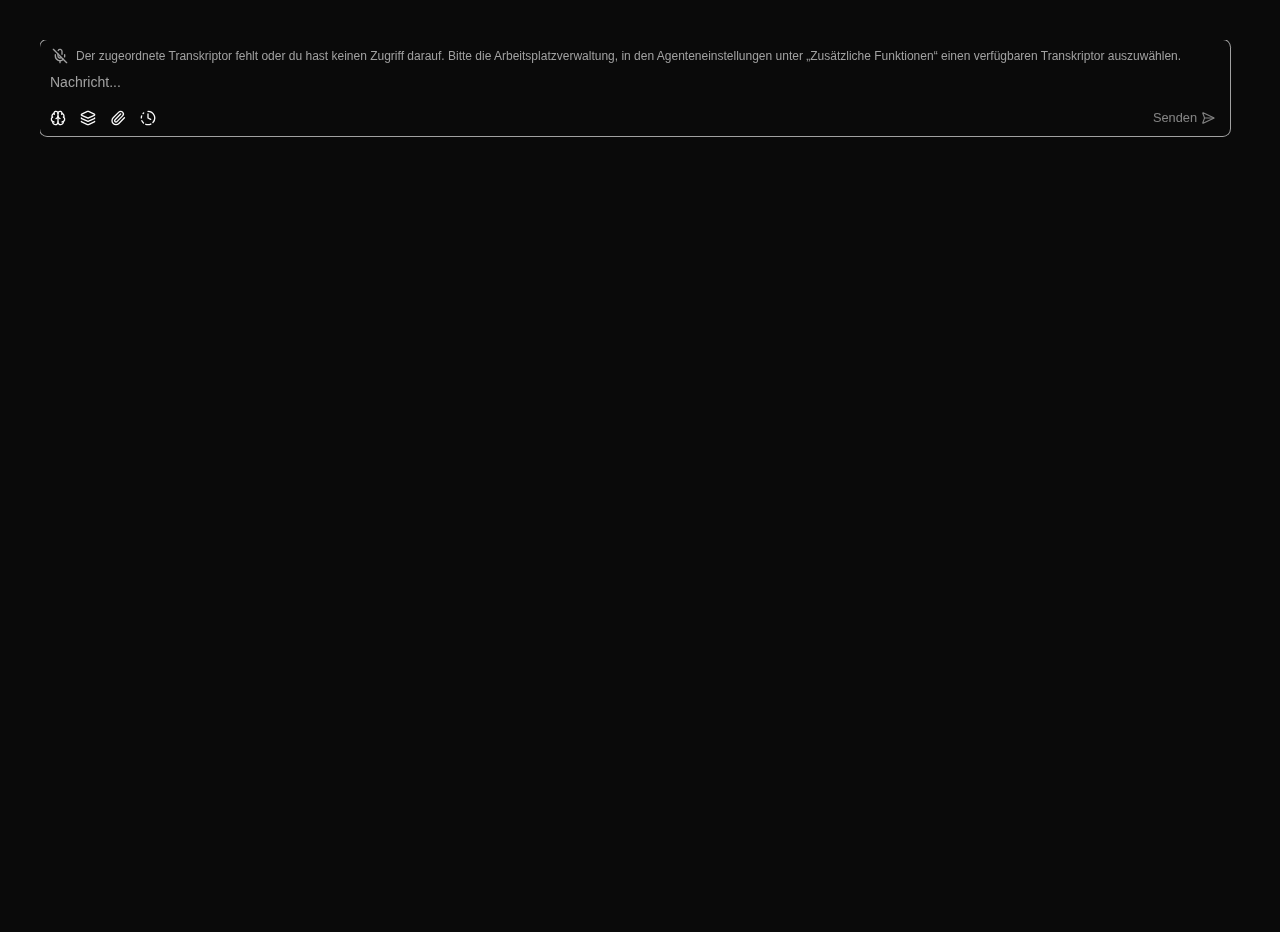 Der zugeordnete Transkriptor fehlt oder du hast keinen Zugriff darauf. Bitte die Arbeitsplatzverwaltung, in den Agenteneinstellungen unter „Zusätzliche Funktionen“ einen verfügbaren Transkriptor auszuwählen.
Nachricht...
Senden